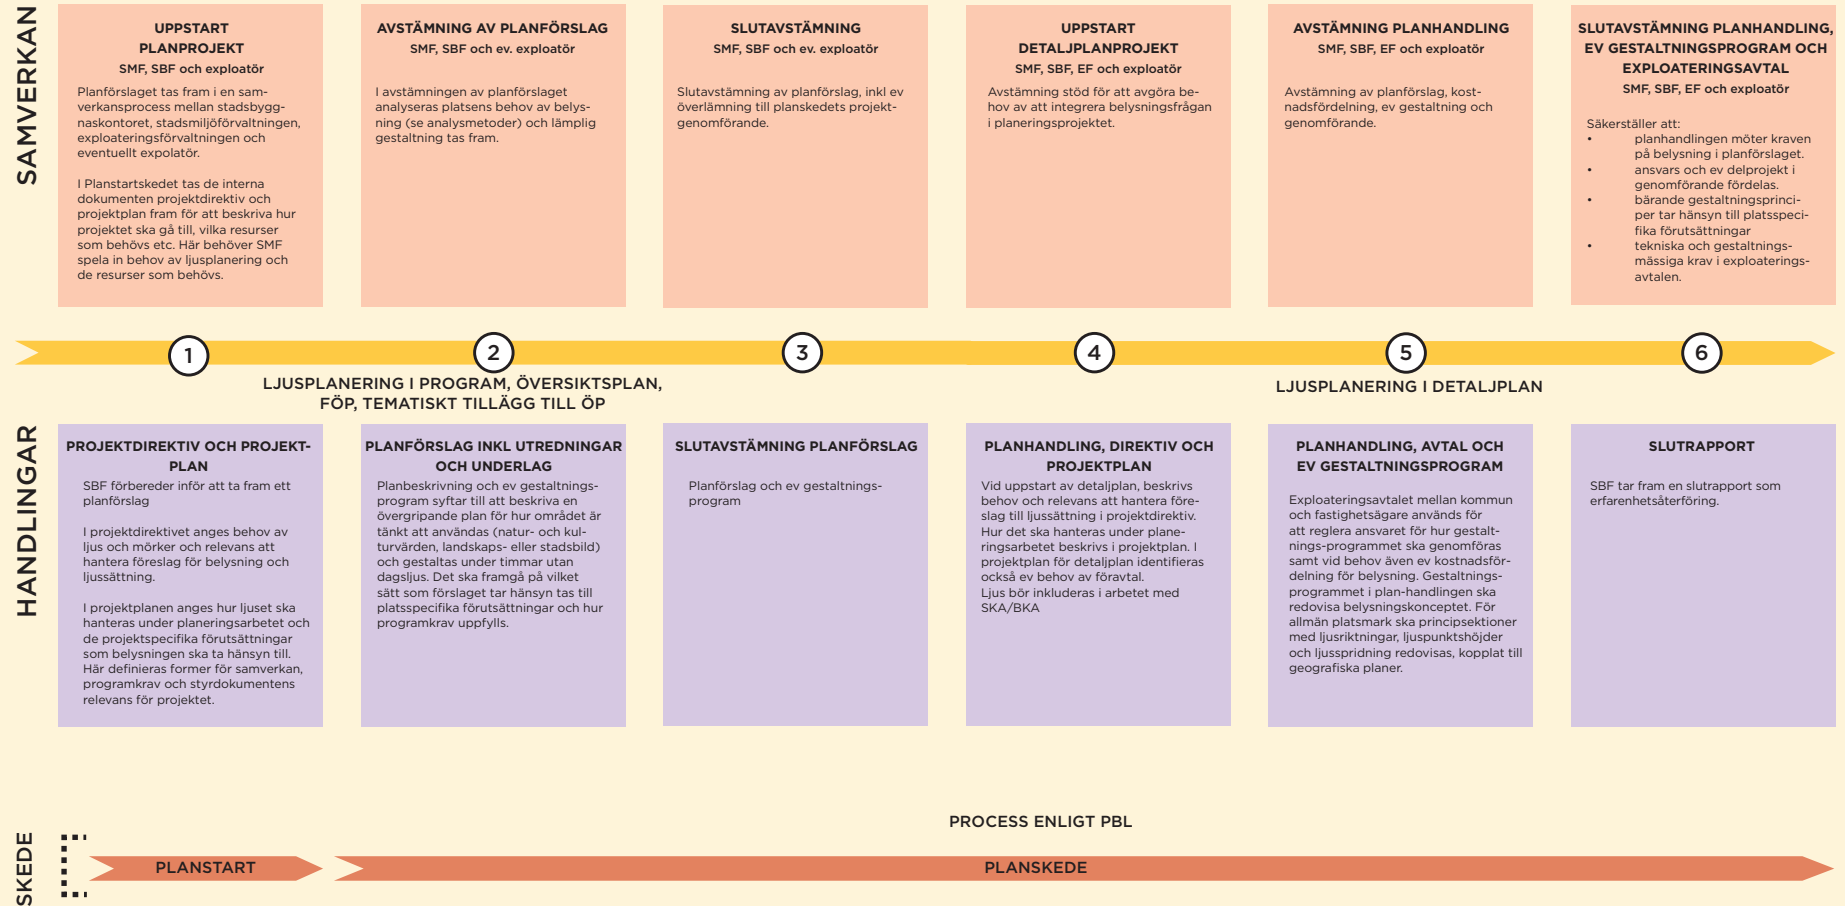 SAMVERKAN
UPPSTART
PLANPROJEKT
SMF, SBF och exploatör
Planförslaget tas fram i en sam-
verkansprocess mellan stadsbygg-
naskontoret, stadsmiljöförvaltningen,
exploateringsförvaltningen och
eventuellt expolatör.
I Planstartskedet tas de interna
dokumenten projektdirektiv och
projektplan fram för att beskriva hur
projektet ska gå till, vilka resurser
som behövs etc. Här behöver SMF
spela in behov av ljusplanering och
de resurser som behövs.
AVSTÄMNING AV PLANFÖRSLAG
SMF, SBF och ev. exploatör
I avstämningen av planförslaget
analyseras platsens behov av belys-
ning (se analysmetoder) och lämplig
gestaltning tas fram.
SLUTAVSTÄMNING
SMF, SBF och ev. exploatör
Slutavstämning av planförslag, inkl ev
överlämning till planskedets projekt-
genomförande.
UPPSTART
DETALJPLANPROJEKT
SMF, SBF, EF och exploatör
Avstämning stöd för att avgöra be-
hov av att integrera belysningsfrågan
i planeringsprojektet.
AVSTÄMNING PLANHANDLING
SMF, SBF, EF och exploatör
Avstämning av planförslag, kost-
nadsfördelning, ev gestaltning och
genomförande.
SLUTAVSTÄMNING PLANHANDLING,
EV GESTALTNINGSPROGRAM OCH
EXPLOATERINGSAVTAL
SMF, SBF, EF och exploatör
Säkerställer att:
• planhandlingen möter kraven
på belysning i planförslaget.
• ansvars och ev delprojekt i
genomförande fördelas.
• bärande gestaltningsprinci-
per tar hänsyn till platsspeci-
fika förutsättningar
• tekniska och gestaltnings-
mässiga krav i exploaterings-
avtalen.
1
2
3
4
5
6
LJUSPLANERING I PROGRAM, ÖVERSIKTSPLAN,
FÖP, TEMATISKT TILLÄGG TILL ÖP
LJUSPLANERING I DETALJPLAN
HANDLINGAR
PROJEKTDIREKTIV OCH PROJEKT-
PLAN
SBF förbereder inför att ta fram ett
planförslag
I projektdirektivet anges behov av
ljus och mörker och relevans att
hantera föreslag för belysning och
ljussättning.
I projektplanen anges hur ljuset ska
hanteras under planeringsarbetet och
de projektspecifika förutsättningar
som belysningen ska ta hänsyn till.
Här definieras former för samverkan,
programkrav och styrdokumentens
relevans för projektet.
PLANFÖRSLAG INKL UTREDNINGAR
OCH UNDERLAG
Planbeskrivning och ev gestaltnings-
program syftar till att beskriva en
övergripande plan för hur området är
tänkt att användas (natur- och kul-
turvärden, landskaps- eller stadsbild)
och gestaltas under timmar utan
dagsljus. Det ska framgå på vilket
sätt som förslaget tar hänsyn tas till
platsspecifika förutsättningar och hur
programkrav uppfylls.
SLUTAVSTÄMNING PLANFÖRSLAG
Planförslag och ev gestaltnings-
program
PLANHANDLING, DIREKTIV OCH
PROJEKTPLAN
Vid uppstart av detaljplan, beskrivs
behov och relevans att hantera före-
slag till ljussättning i projektdirektiv.
Hur det ska hanteras under plane-
ringsarbetet beskrivs i projektplan. I
projektplan för detaljplan identifieras
också ev behov av föravtal.
Ljus bör inkluderas i arbetet med
SKA/BKA
PLANHANDLING, AVTAL OCH
EV GESTALTNINGSPROGRAM
Exploateringsavtalet mellan kommun
och fastighetsägare används för
att reglera ansvaret för hur gestalt-
nings-programmet ska genomföras
samt vid behov även ev kostnadsför-
delning för belysning. Gestaltnings-
programmet i plan-handlingen ska
redovisa belysningskonceptet. För
allmän platsmark ska principsektioner
med ljusriktningar, ljuspunktshöjder
och ljusspridning redovisas, kopplat till
geografiska planer.
SLUTRAPPORT
SBF tar fram en slutrapport som
erfarenhetsåterföring.
PROCESS ENLIGT PBL
SKEDE
PLANSTART
PLANSKEDE